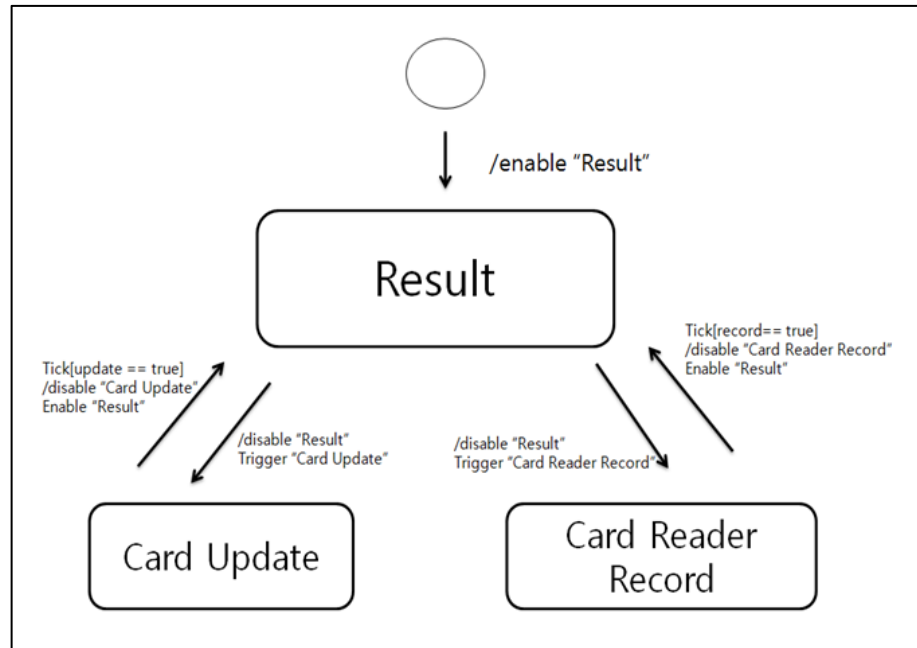 /enable "Result"
Result
Tick[update == true]
/disable "Card Update"
Enable "Result"
/disable "Result"
Trigger "Card Update"
/disable "Result"
Trigger "Card Reader Record"
Tick[record== true]
/disable "Card Reader Record"
Enable "Result"
Card Update
Card Reader
Record